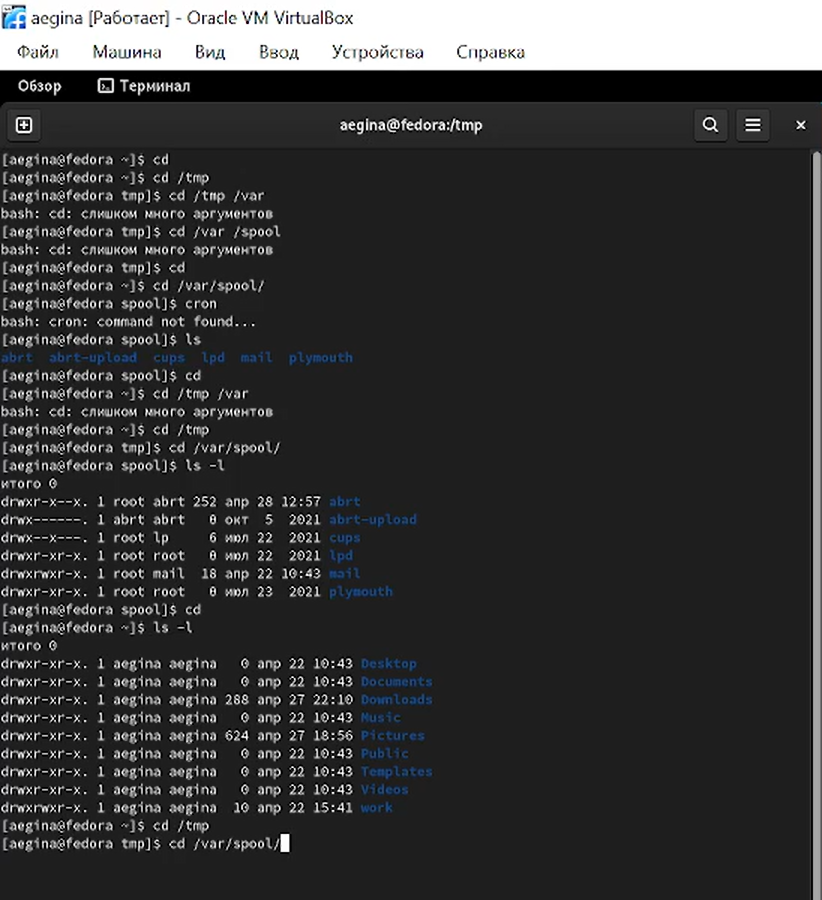 aegina [Работает] - Oracle VM VirtualBox
Файл Машина Вид Ввод Устройства Справка
Обзор Терминал
aegina@fedora:/tmp
[aegina@fedora ~]$ cd
[aegina@fedora ~]$ cd /tmp
[aegina@fedora tmp]$ cd /tmp /var
bash: cd: слишком много аргументов
[aegina@fedora tmp]$ cd /var /spool
bash: cd: слишком много аргументов
[aegina@fedora tmp]$ cd
[aegina@fedora ~]$ cd /var/spool/
[aegina@fedora spool]$ cron
bash: cron: command not found...
[aegina@fedora spool]$ ls
abrt abrt-upload cups lpd mail plymouth
[aegina@fedora spool]$ cd
[aegina@fedora ~]$ cd /tmp /var
bash: cd: слишком много аргументов
[aegina@fedora ~]$ cd /tmp
[aegina@fedora tmp]$ cd /var/spool/
[aegina@fedora spool]$ ls -l
итого 0
drwxr-x--x. 1 root abrt 252 апр 28 12:57 abrt
drwx------. 1 abrt abrt 0 окт 5 2021 abrt-upload
drwx--x---. 1 root lp 6 июл 22 2021 cups
drwxr-xr-x. 1 root root 0 июл 22 2021 lpd
drwxrwxr-x. 1 root mail 18 апр 22 10:43 mail
drwxr-xr-x. 1 root root 0 июл 23 2021 plymouth
[aegina@fedora spool]$ cd
[aegina@fedora ~]$ ls -l
итого 0
drwxr-xr-x. 1 aegina aegina 0 апр 22 10:43 Desktop
drwxr-xr-x. 1 aegina aegina 0 апр 22 10:43 Documents
drwxr-xr-x. 1 aegina aegina 288 апр 27 22:10 Downloads
drwxr-xr-x. 1 aegina aegina 0 апр 22 10:43 Music
drwxr-xr-x. 1 aegina aegina 624 апр 27 18:56 Pictures
drwxr-xr-x. 1 aegina aegina 0 апр 22 10:43 Public
drwxr-xr-x. 1 aegina aegina 0 апр 22 10:43 Templates
drwxr-xr-x. 1 aegina aegina 0 апр 22 10:43 Videos
drwxrwxr-x. 1 aegina aegina 10 апр 22 15:41 work
[aegina@fedora ~]$ cd /tmp
[aegina@fedora tmp]$ cd /var/spool/